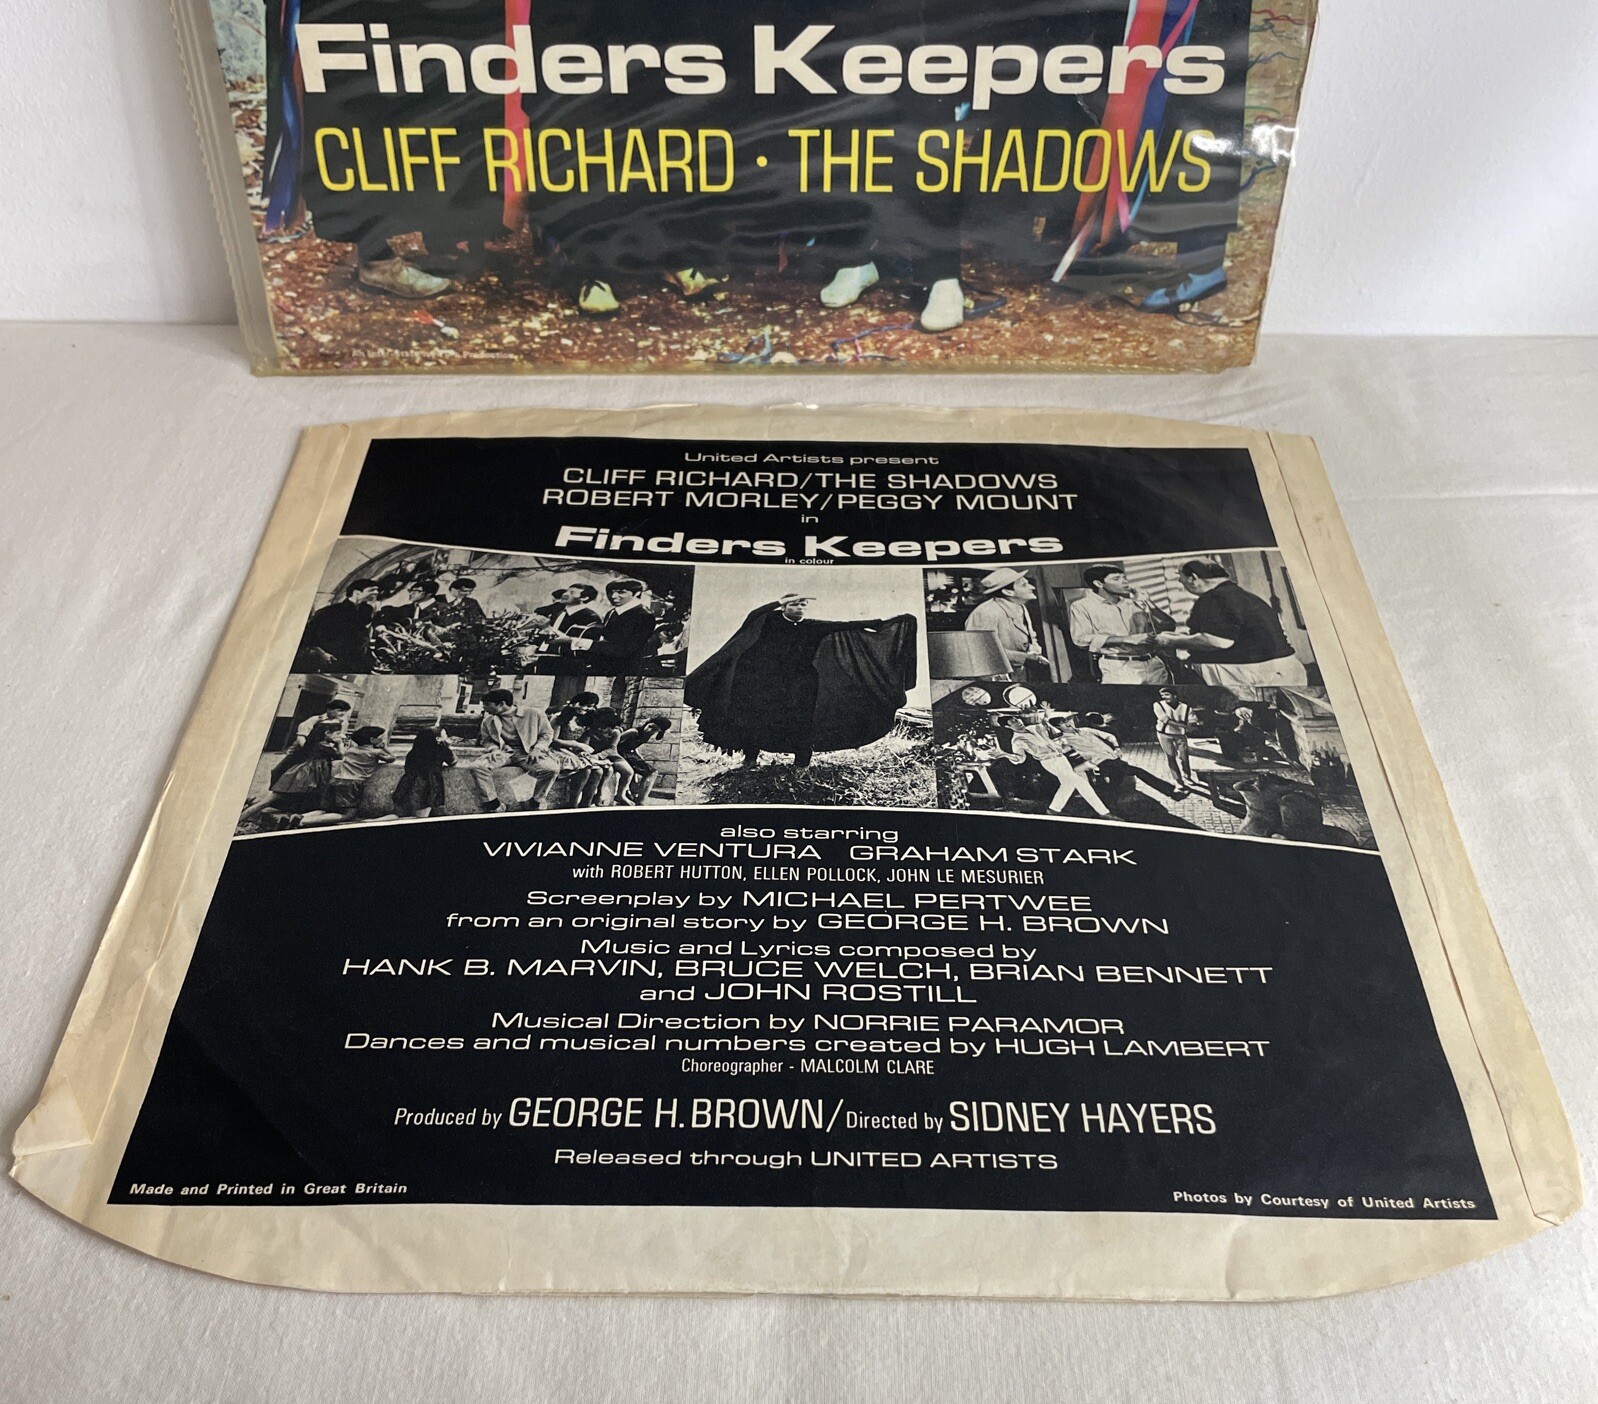 Finders Keepers
CLIFF RICHARD · THE SHADOWS
Production
United Artists present
CLIFF RICHARD/THE SHADOWS
ROBERT MORLEY/PEGGY MOUNT
in
Finders Keepers
in colour
also starring
VIVIANNE VENTURA GRAHAM STARK
with ROBERT HUTTON, ELLEN POLLOCK, JOHN LE MESURIER
Screenplay by MICHAEL PERTWEE
from an original story by GEORGE H. BROWN
Music and Lyrics composed by
HANK B. MARVIN, BRUCE WELCH, BRIAN BENNETT
and JOHN ROSTILL
Musical Direction by NORRIE PARAMOR
Dances and musical numbers created by HUGH LAMBERT
Choreographer - MALCOLM CLARE
Produced by GEORGE H. BROWN/Directed by SIDNEY HAYERS
Released through UNITED ARTISTS
Made and Printed in Great Britain
Photos by Courtesy of United Artists